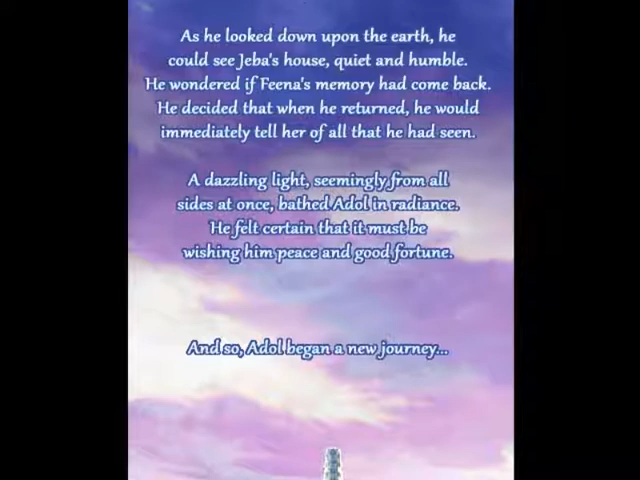 As he looked down upon the earth, he
could see Jeba's house, quiet and humble.
He wondered if Feena's memory had come back.
He decided that when he returned, he would
immediately tell her of all that he had seen.
A dazzling light, seemingly from all
sides at once, bathed Adol in radiance.
He felt certain that it must be
wishing him peace and good fortune.
And so, Adol began a new journey...